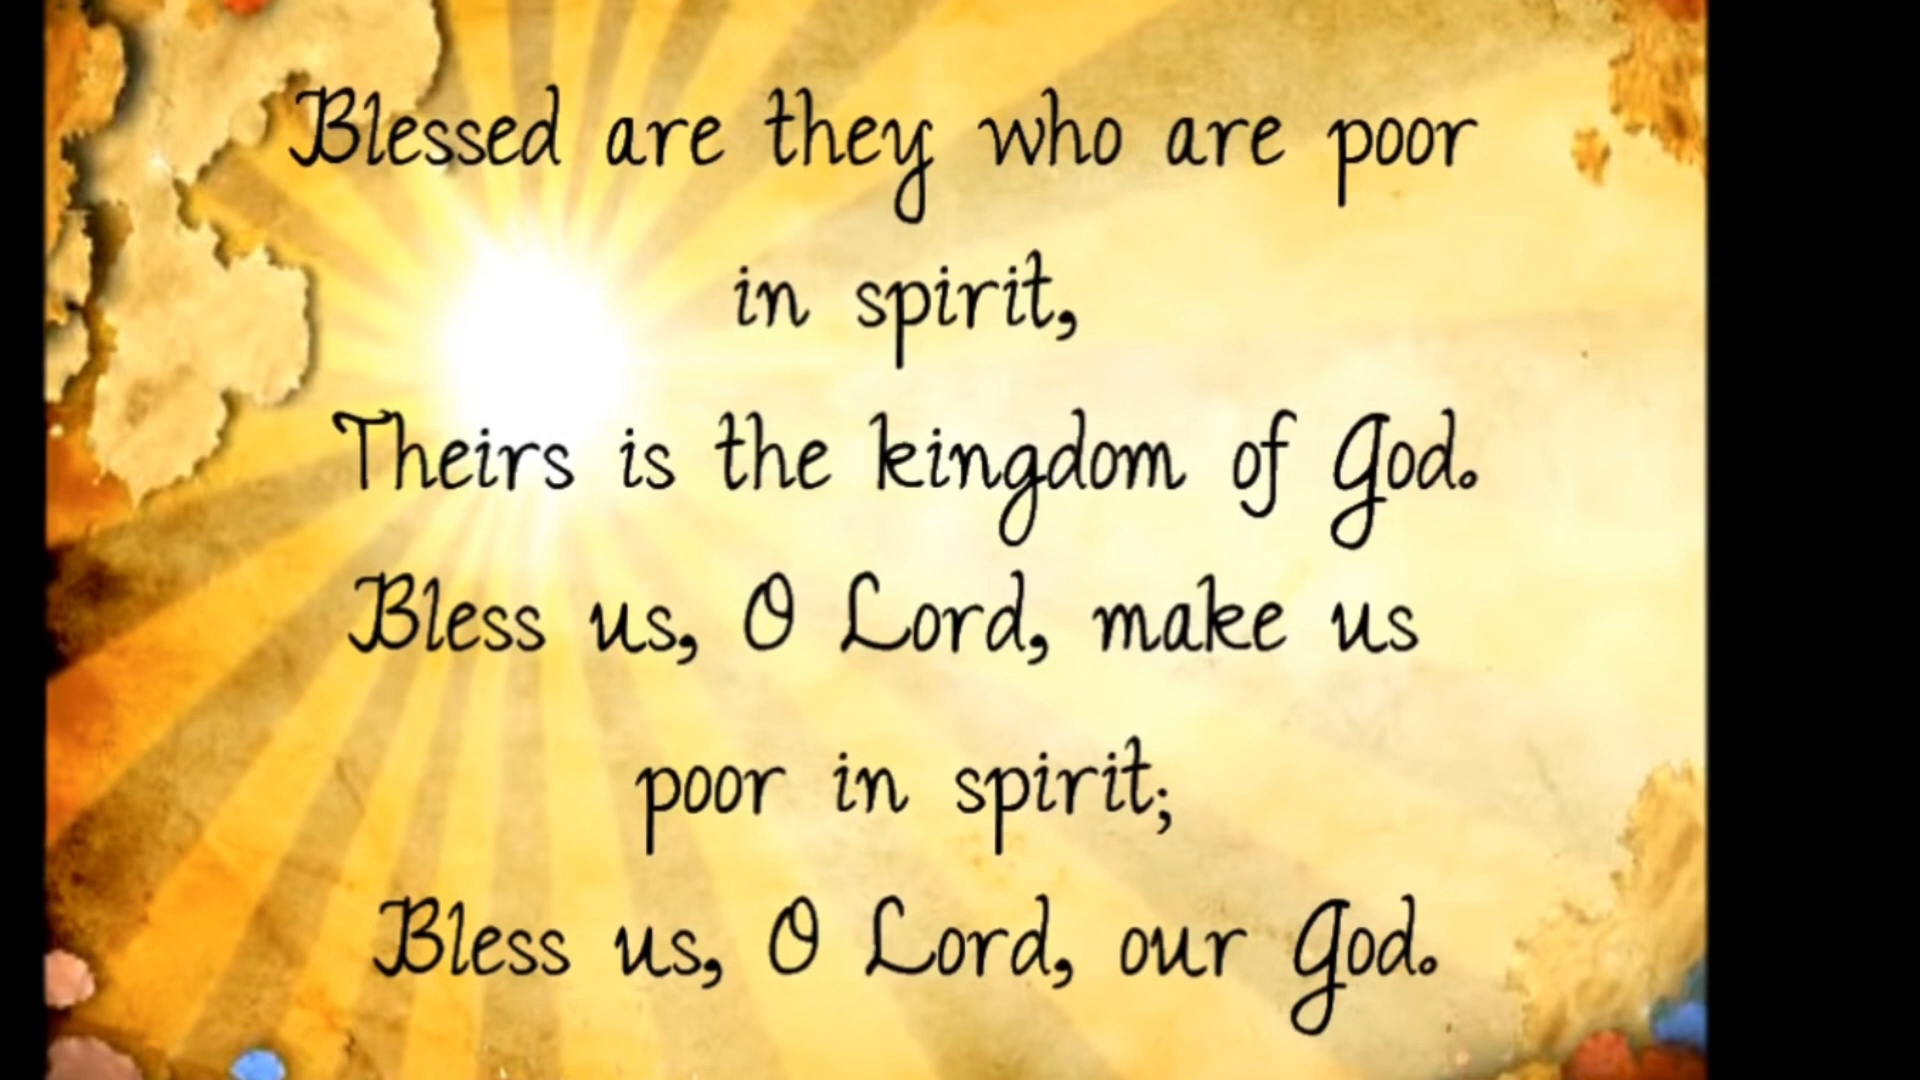 Blessed are they who are poor
in spirit,
Theirs is the kingdom of God.
Bless us, O Lord, make us
poor in spirit;
Bless us, O Lord, our God.